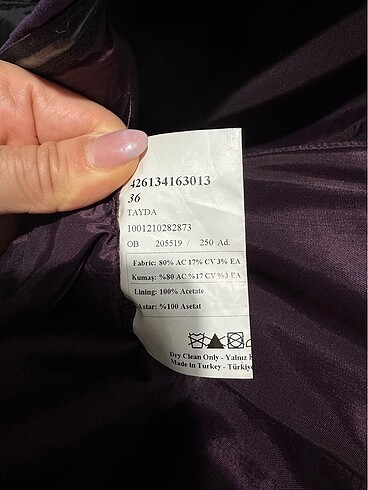 426134163013
36
TAYDA
1001210282873
OB 205519 / 250 Ad.
Fabric: 80% AC 17% CV 3% EA
Kumaş: %80 AC %17 CV %3 EA
Lining: 100% Acetate
Astar: %100 Asetat
Dry Clean Only - Yalnız
Made in Turkey - Türkiye